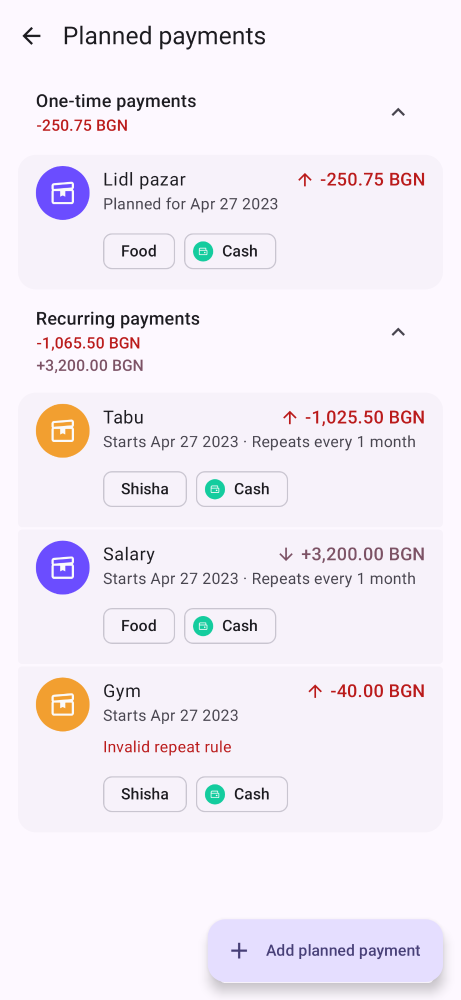 Planned payments
One-time payments
-250.75 BGN
Lidl pazar
-250.75 BGN
Planned for Apr 27 2023
Food
Cash
Recurring payments
-1,065.50 BGN
+3,200.00 BGN
Tabu
-1,025.50 BGN
Starts Apr 27 2023 · Repeats every 1 month
Shisha
Cash
Salary
+3,200.00 BGN
Starts Apr 27 2023 · Repeats every 1 month
Food
Cash
Gym
-40.00 BGN
Starts Apr 27 2023
Invalid repeat rule
Shisha
Cash
Add planned payment